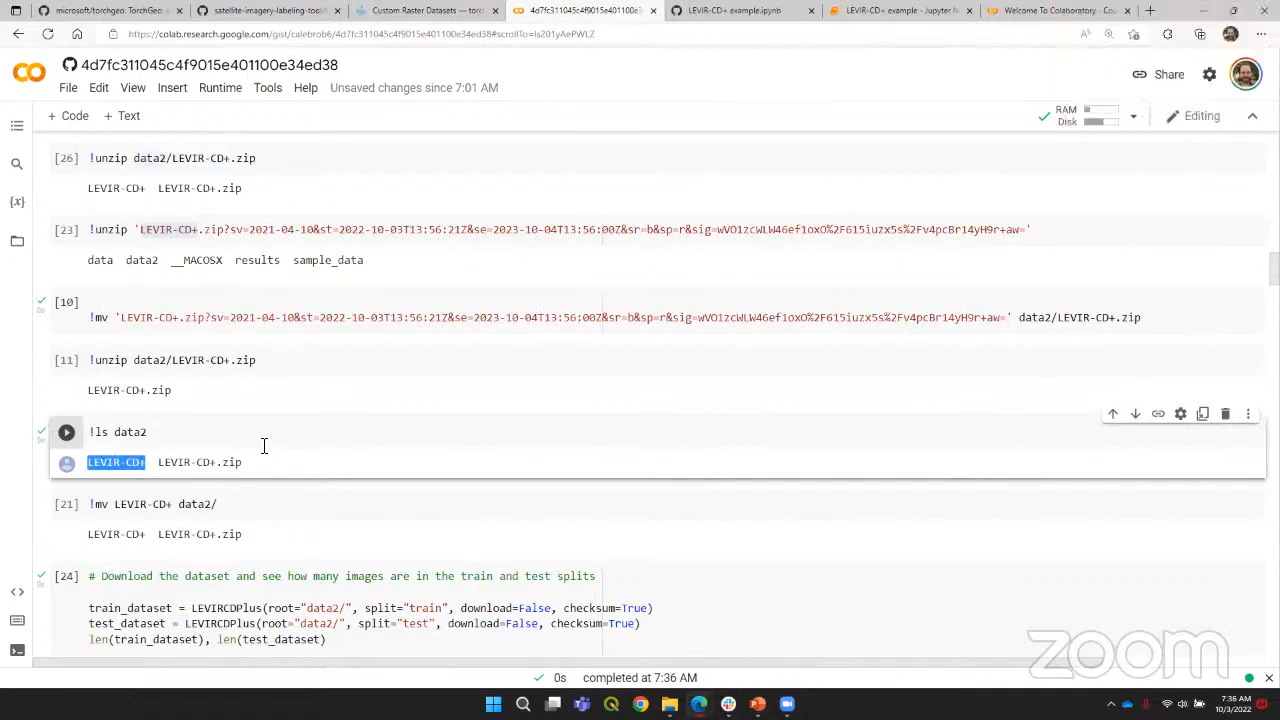 microsoft/torchgeo: TorchGeo: d
satellite-imagery-labeling-tool/
Custom Raster Datasets — torc
4d7fc311045c4f9015e401100e3
LEVIR-CD+ example.ipynb
LEVIR-CD+ example - Jupyter N
Welcome To Colaboratory - Co
https://colab.research.google.com/gist/calebrob6/4d7fc311045c4f9015e401100e34ed38#scrollTo=Is201yAePWLZ
4d7fc311045c4f9015e401100e34ed38
File Edit View Insert Runtime Tools Help Unsaved changes since 7:01 AM
Share
+ Code + Text
RAM
Disk
Editing
[26] !unzip data2/LEVIR-CD+.zip
LEVIR-CD+ LEVIR-CD+.zip
[23] !unzip 'LEVIR-CD+.zip?sv=2021-04-10&st=2022-10-03T13:56:21Z&se=2023-10-04T13:56:00Z&sr=b&sp=r&sig=wVO1zcWLW46ef1oxO%2F615iuzx5s%2Fv4pcBr14yH9r+aw='
data data2 __MACOSX results sample_data
[10]
!mv 'LEVIR-CD+.zip?sv=2021-04-10&st=2022-10-03T13:56:21Z&se=2023-10-04T13:56:00Z&sr=b&sp=r&sig=wVO1zcWLW46ef1oxO%2F615iuzx5s%2Fv4pcBr14yH9r+aw=' data2/LEVIR-CD+.zip
[11] !unzip data2/LEVIR-CD+.zip
LEVIR-CD+.zip
!ls data2
LEVIR-CD+ LEVIR-CD+.zip
[21] !mv LEVIR-CD+ data2/
LEVIR-CD+ LEVIR-CD+.zip
[24] # Download the dataset and see how many images are in the train and test splits
train_dataset = LEVIRCDPlus(root="data2/", split="train", download=False, checksum=True)
test_dataset = LEVIRCDPlus(root="data2/", split="test", download=False, checksum=True)
len(train_dataset), len(test_dataset)
zoom
0s completed at 7:36 AM
7:36 AM
10/3/2022